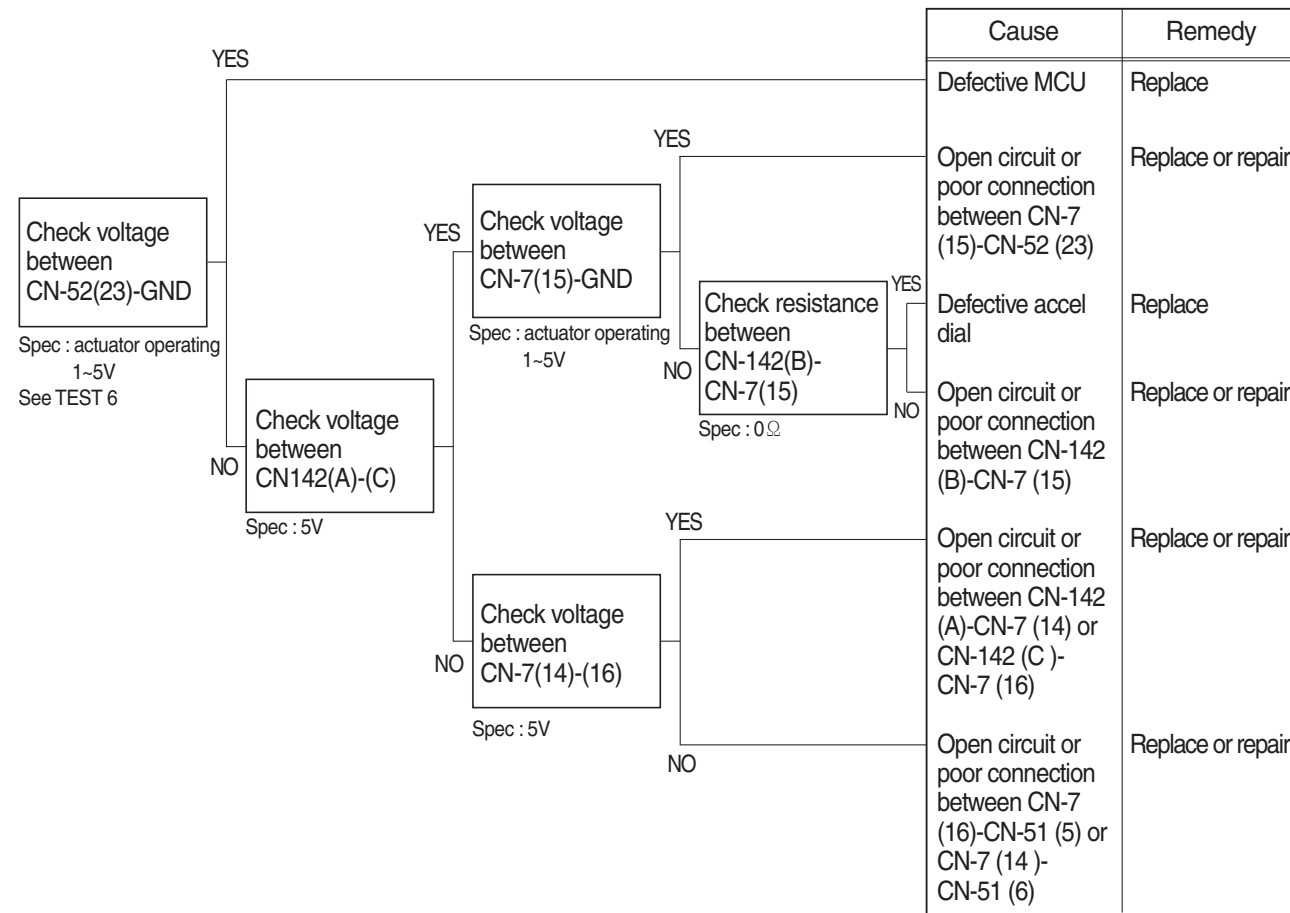 Cause
Remedy
YES
Defective MCU
Replace
YES
Open circuit or
poor connection
between CN-7
(15)-CN-52 (23)
Replace or repair
Check voltage
between
CN-52(23)-GND
Spec : actuator operating
1~5V
See TEST 6
YES
Check voltage
between
CN-7(15)-GND
Spec : actuator operating
1~5V
NO
Check resistance
between
CN-142(B)-
CN-7(15)
Spec : 0Ω
YES
Defective accel
dial
Replace
NO
Open circuit or
poor connection
between CN-142
(B)-CN-7 (15)
Replace or repair
NO
Check voltage
between
CN142(A)-(C)
Spec : 5V
YES
Open circuit or
poor connection
between CN-142
(A)-CN-7 (14) or
CN-142 (C )-
CN-7 (16)
Replace or repair
NO
Check voltage
between
CN-7(14)-(16)
Spec : 5V
NO
Open circuit or
poor connection
between CN-7
(16)-CN-51 (5) or
CN-7 (14 )-
CN-51 (6)
Replace or repair